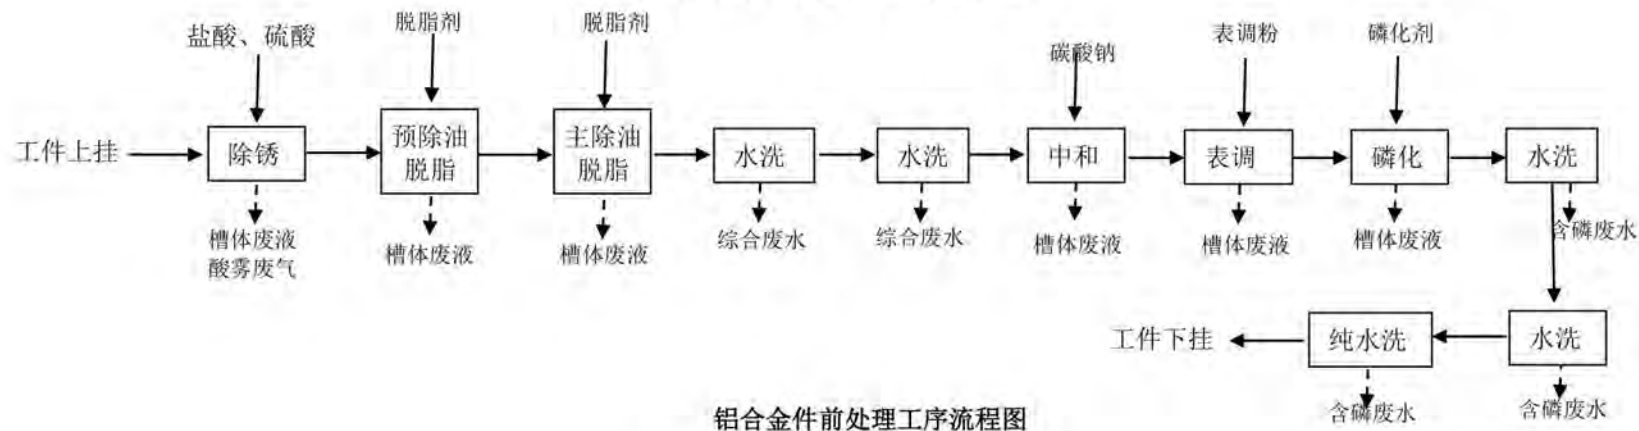 盐酸、硫酸
脱脂剂
脱脂剂
碳酸钠
表调粉
磷化剂
工件上挂
除锈
预除油
脱脂
主除油
脱脂
水洗
水洗
中和
表调
磷化
水洗
槽体废液
酸雾废气
槽体废液
槽体废液
综合废水
综合废水
槽体废液
槽体废液
槽体废液
含磷废水
工件下挂
纯水洗
水洗
含磷废水
含磷废水
铝合金件前处理工序流程图